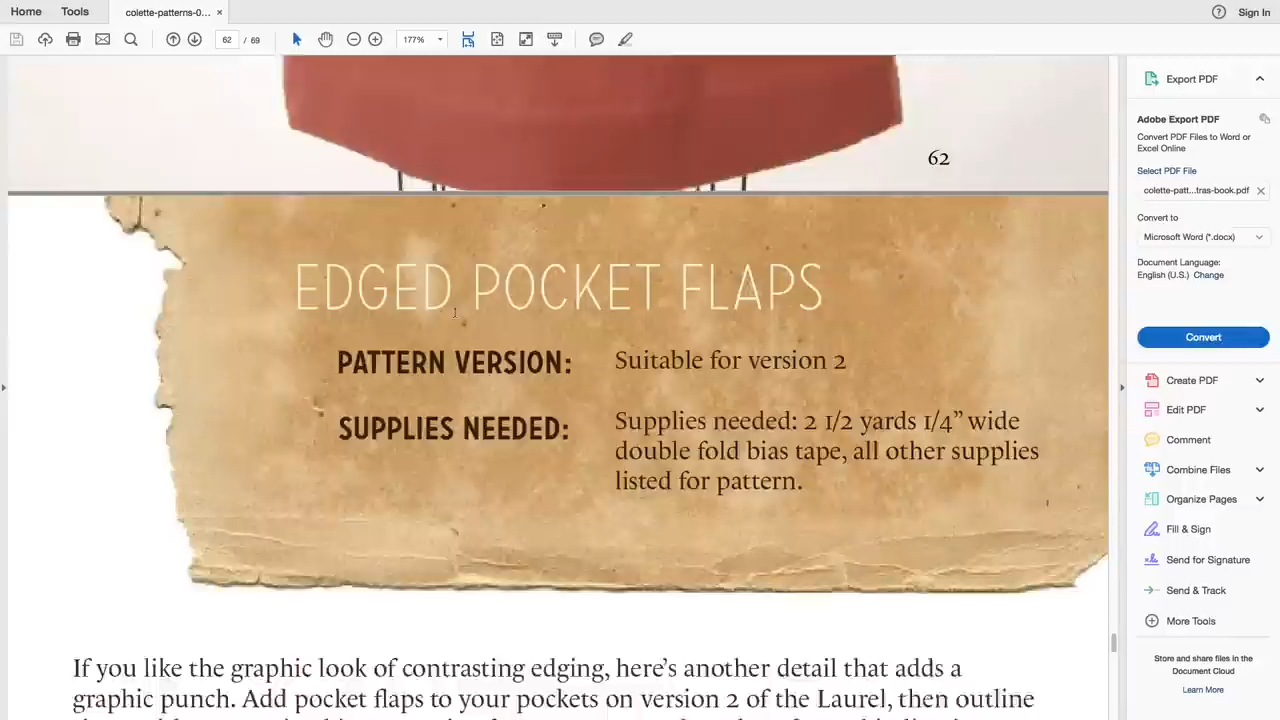 Home
Tools
colette-patterns-0... ×
Sign In
62 / 69
177%
Export PDF
Adobe Export PDF
Convert PDF Files to Word or
Excel Online
Select PDF File
colette-patt...tras-book.pdf
Convert to
Microsoft Word (*.docx)
Document Language:
English (U.S.) Change
Convert
Create PDF
Edit PDF
Comment
Combine Files
Organize Pages
Fill & Sign
Send for Signature
Send & Track
More Tools
Store and share files in the
Document Cloud
Learn More
62
EDGED POCKET FLAPS
PATTERN VERSION: Suitable for version 2
SUPPLIES NEEDED: Supplies needed: 2 1/2 yards 1/4” wide
double fold bias tape, all other supplies
listed for pattern.
If you like the graphic look of contrasting edging, here’s another detail that adds a
graphic punch. Add pocket flaps to your pockets on version 2 of the Laurel, then outline